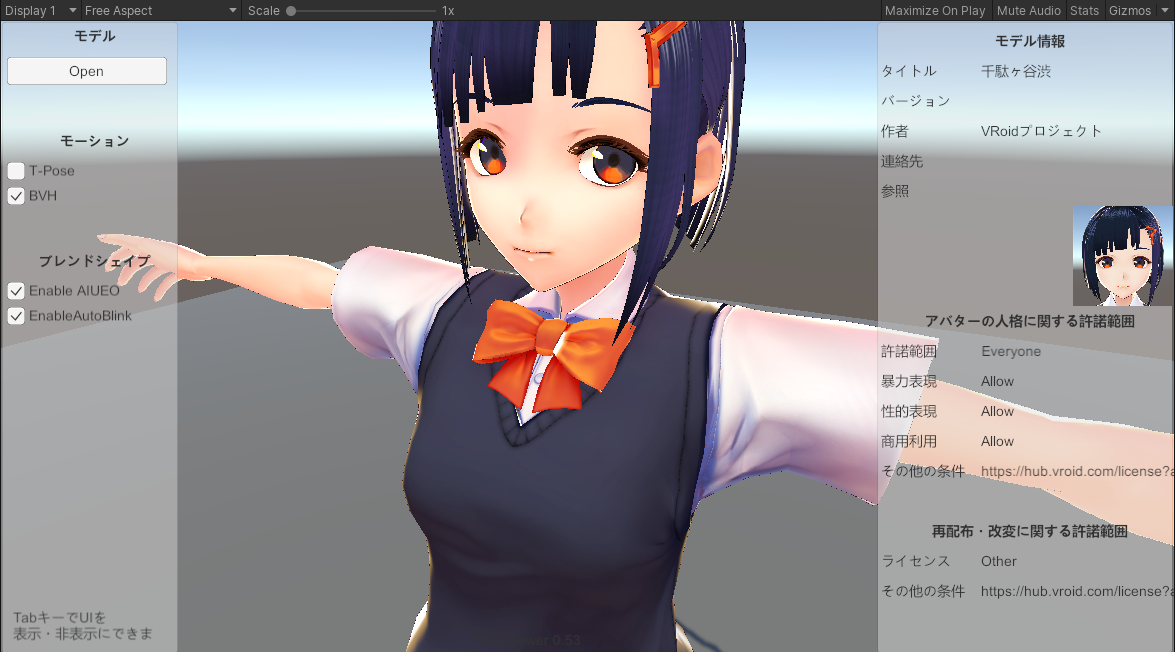 Display 1 Free Aspect Scale 1x Maximize On Play Mute Audio Stats Gizmos
モデル
Open
モーション
T-Pose
BVH
ブレンドシェイプ
Enable AIUEO
EnableAutoBlink
TabキーでUIを
表示・非表示にできま
モデル情報
タイトル 千駄ヶ谷渋
バージョン
作者 VRoidプロジェクト
連絡先
参照
アバターの人格に関する許諾範囲
許諾範囲 Everyone
暴力表現 Allow
性的表現 Allow
商用利用 Allow
その他の条件 https://hub.vroid.com/license?a
再配布・改変に関する許諾範囲
ライセンス Other
その他の条件 https://hub.vroid.com/license?a
0.53